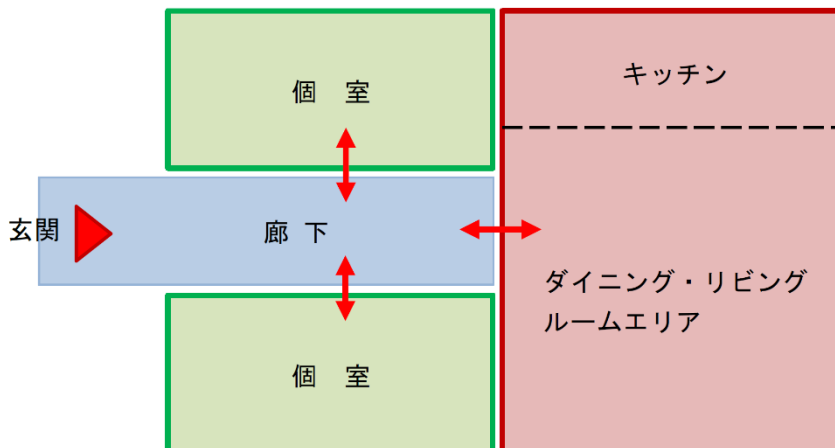 個　室
キッチン
玄関
廊 下
ダイニング・リビング
ルームエリア
個　室